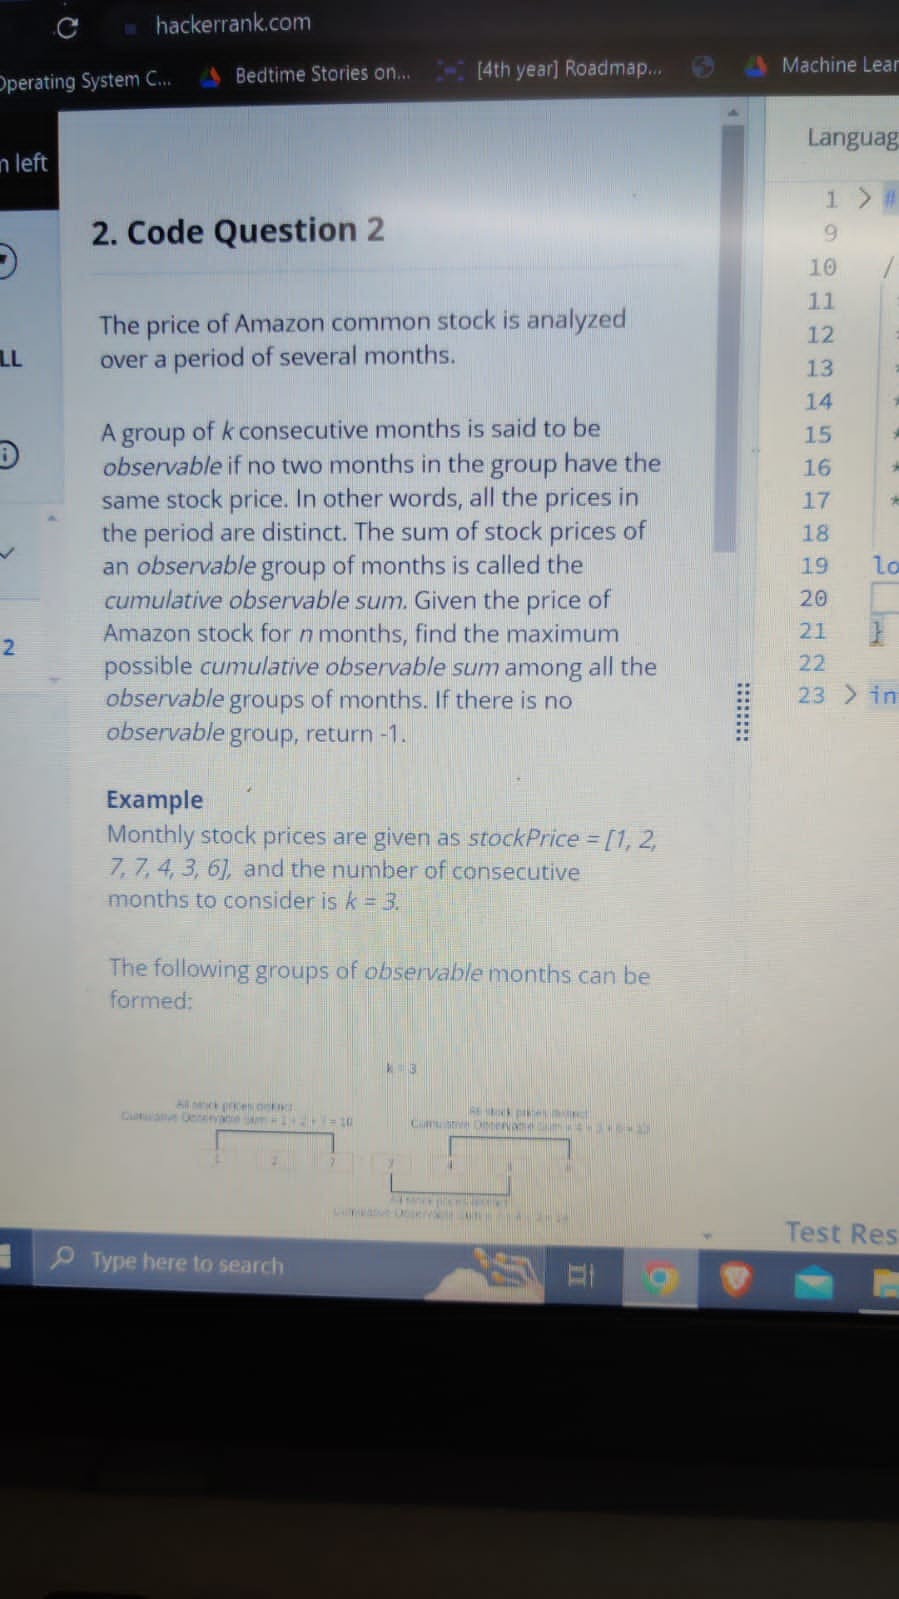 hackerrank.com
Operating System C...
Bedtime Stories on...
[4th year] Roadmap...
Machine Lear
n left
Languag
LL
2
2. Code Question 2
The price of Amazon common stock is analyzed
over a period of several months.
A group of k consecutive months is said to be
observable if no two months in the group have the
same stock price. In other words, all the prices in
the period are distinct. The sum of stock prices of
an observable group of months is called the
cumulative observable sum. Given the price of
Amazon stock for n months, find the maximum
possible cumulative observable sum among all the
observable groups of months. If there is no
observable group, return -1.
Example
Monthly stock prices are given as stockPrice = [1, 2,
7, 7, 4, 3, 6], and the number of consecutive
months to consider is k = 3.
The following groups of observable months can be
formed:
k = 3
All stock prices distinct
Cumulative Observable Sum = 1 + 2 + 7 = 10
All stock prices distinct
Cumulative Observable Sum = 4 + 3 + 6 = 13
1 2 7 7 4
All stock prices distinct
Cumulative Observable Sum
1 > #
9
10 /
11
12
13
14
15
16
17
18
19 lo
20
21 }
22
23 > in
Test Res
Type here to search